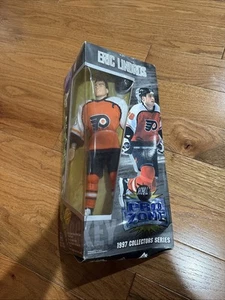 ERIC LINDROS
PRO
ZONE
1997 COLLECTORS SERIES